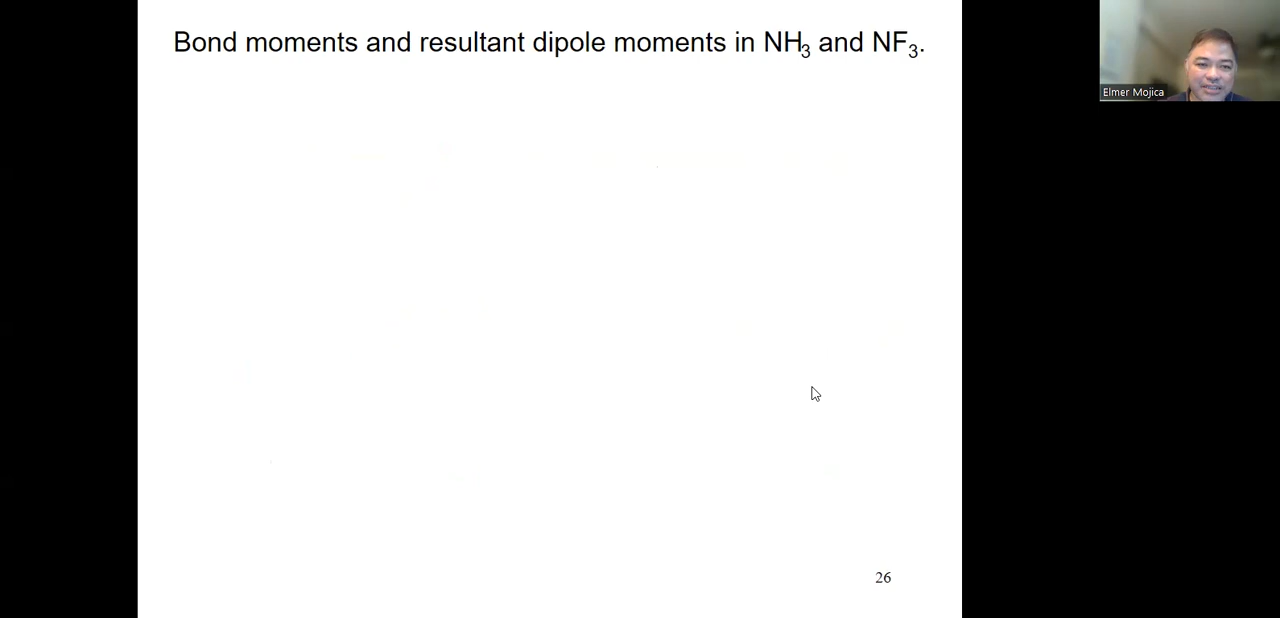 Bond moments and resultant dipole moments in NH₃ and NF₃.
Elmer Mojica
26